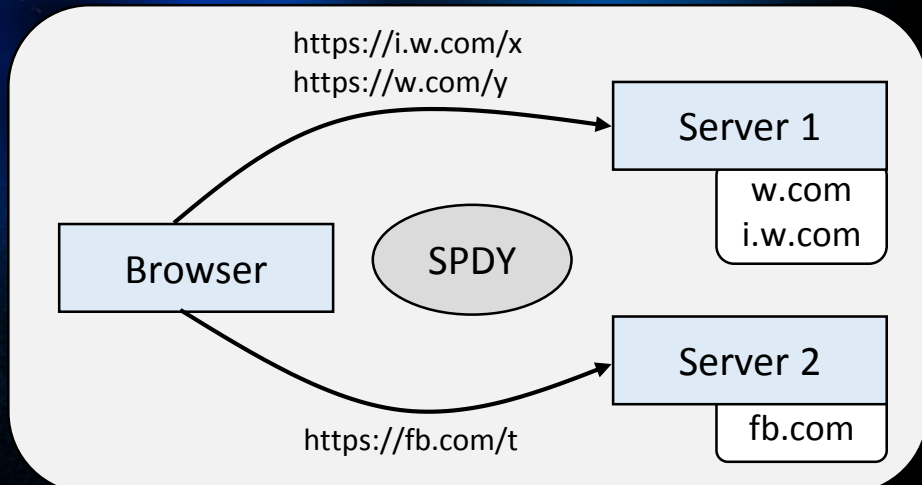 https://i.w.com/x
https://w.com/y
Server 1
w.com
i.w.com
Browser
SPDY
Server 2
fb.com
https://fb.com/t